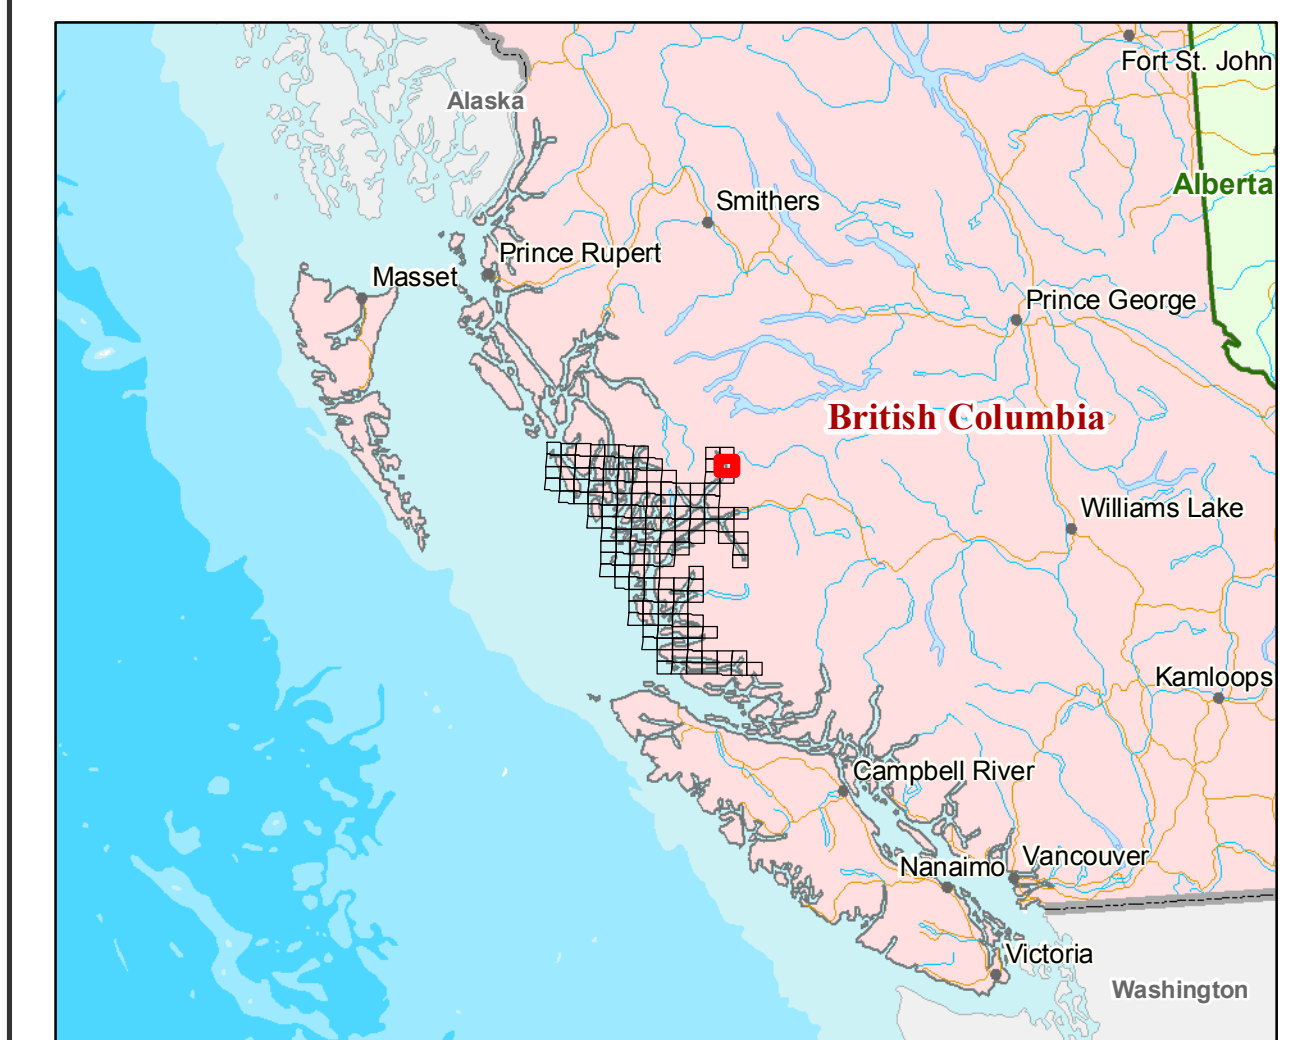 Fort St. John
Alaska
Alberta
Smithers
Prince Rupert
Masset
Prince George
British Columbia
Williams Lake
Kamloops
Campbell River
Vancouver
Nanaimo
Victoria
Washington